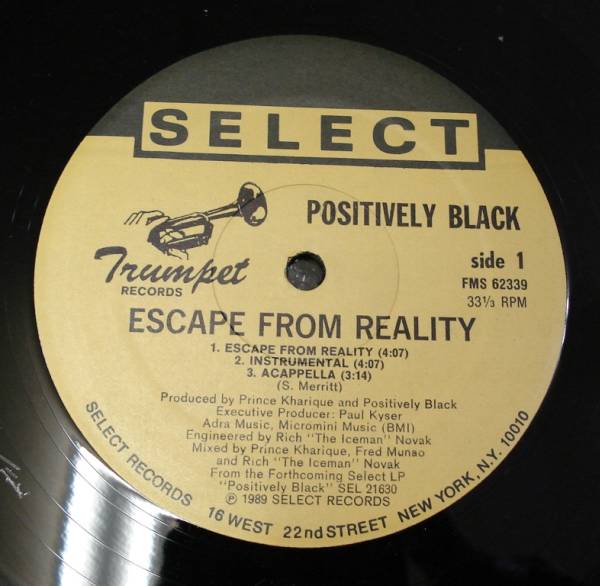 SELECT
Trumpet
RECORDS
POSITIVELY BLACK
side 1
FMS 62339
33⅓ RPM
ESCAPE FROM REALITY
1. ESCAPE FROM REALITY (4:07)
2. INSTRUMENTAL (4:07)
3. ACAPPELLA (3:14)
(S. Merritt)
Produced by Prince Kharique and Positively Black
Executive Producer: Paul Kyser
Adra Music, Micromini Music (BMI)
Engineered by Rich "The Iceman" Novak
Mixed by Prince Kharique, Fred Munao
and Rich "The Iceman" Novak
From the Forthcoming Select LP
"Positively Black" SEL 21630
℗ 1989 SELECT RECORDS
SELECT RECORDS 16 WEST 22nd STREET NEW YORK, N.Y. 10010